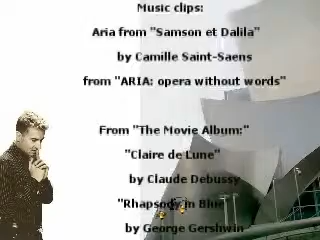 Music clips:
Aria from "Samson et Dalila"
by Camille Saint-Saens
from "ARIA: opera without words"
From "The Movie Album:"
"Claire de Lune"
by Claude Debussy
"Rhapsody in Blue
by George Gershwin